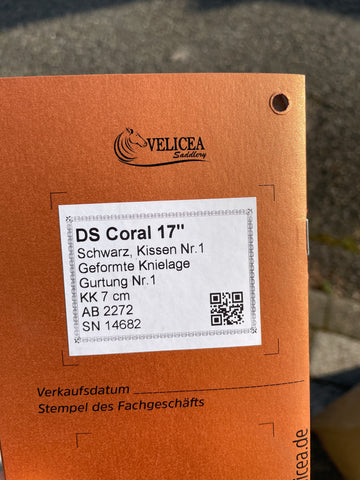 VELICEA
Saddlery
DS Coral 17"
Schwarz, Kissen Nr.1
Geformte Knielage
Gurtung Nr.1
KK 7 cm
AB 2272
SN 14682
Verkaufsdatum
Stempel des Fachgeschäfts
icea.de